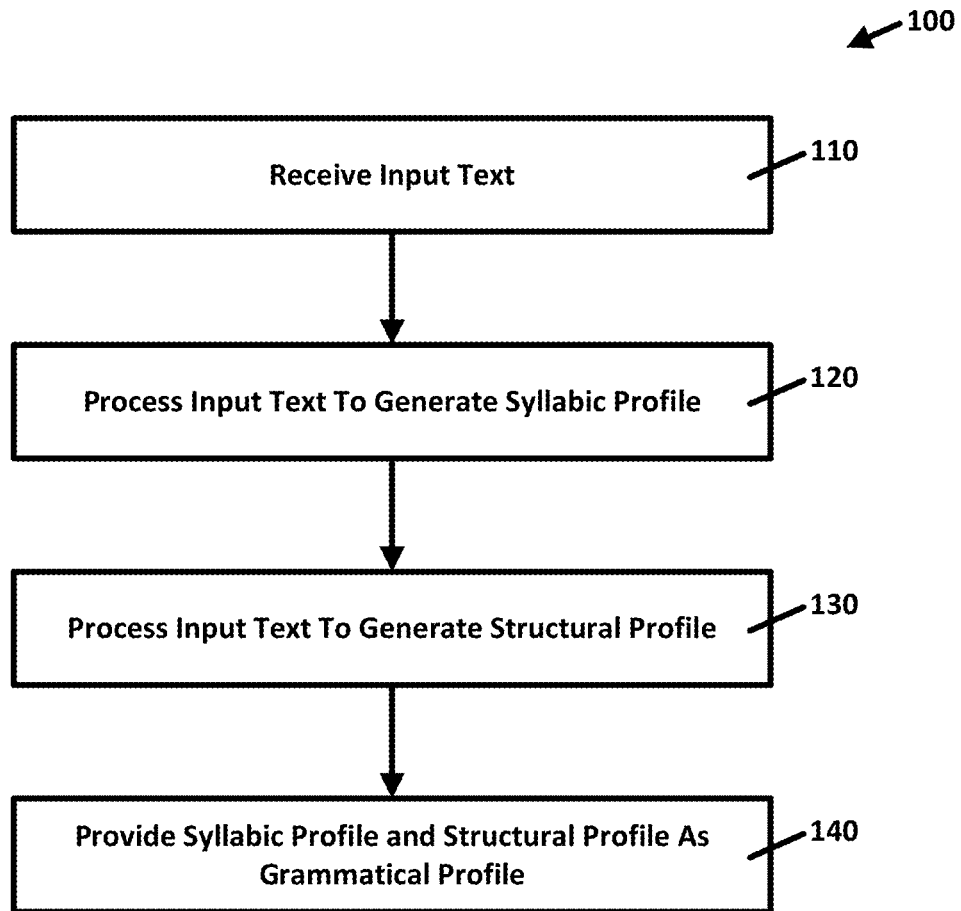 100
Receive Input Text
110
Process Input Text To Generate Syllabic Profile
120
Process Input Text To Generate Structural Profile
130
Provide Syllabic Profile and Structural Profile As
Grammatical Profile
140